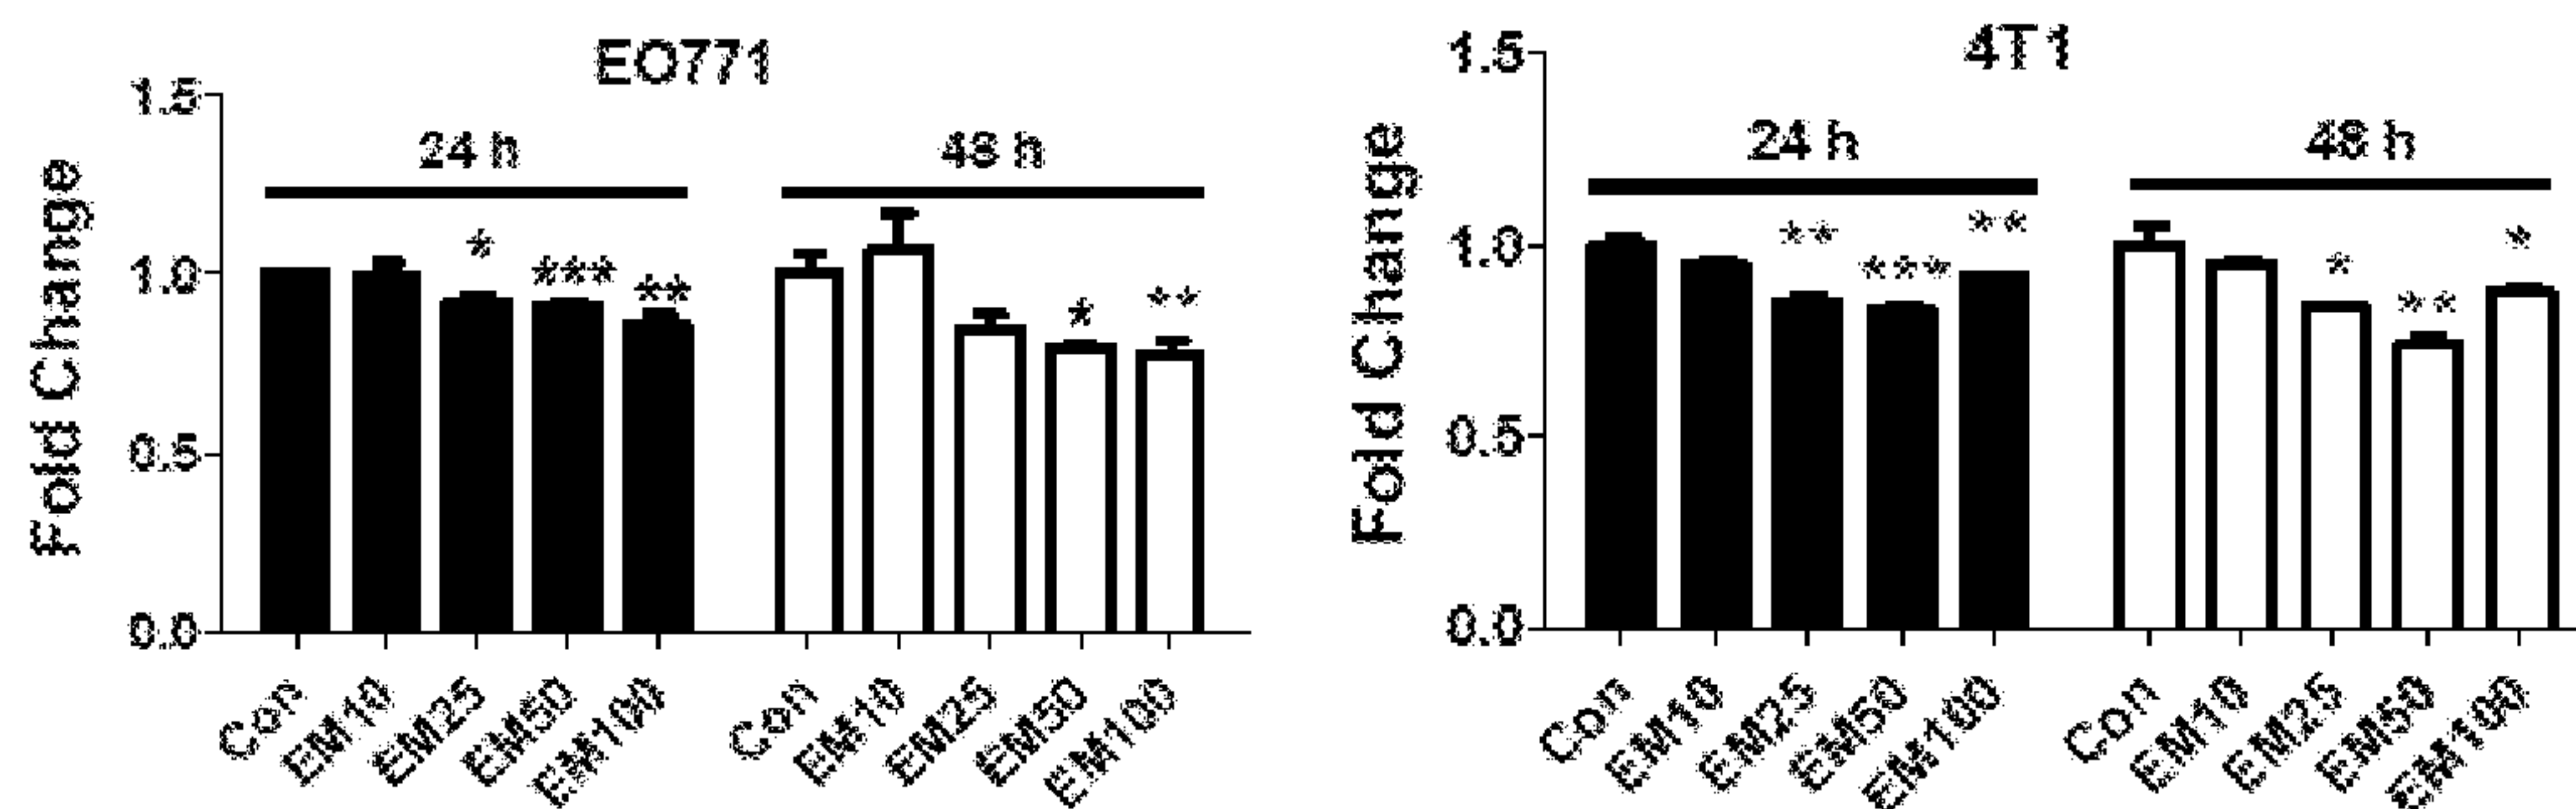 EO771
1.5
24 h
48 h
* *** ** * **
1.0
0.5
0.0
Fold Change
Con EM10 EM25 EM50 EM100 Con EM10 EM25 EM50 EM100
4T1
1.5
24 h
48 h
** *** ** * ** *
1.0
0.5
0.0
Fold Change
Con EM10 EM25 EM50 EM100 Con EM10 EM25 EM50 EM100